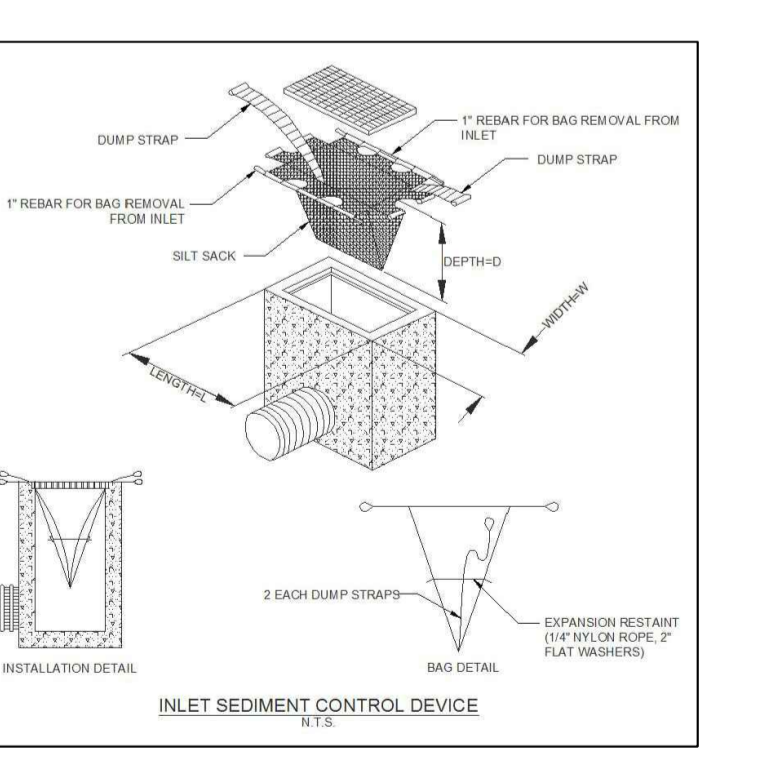 1" REBAR FOR BAG REMOVAL FROM
INLET
DUMP STRAP
DUMP STRAP
1" REBAR FOR BAG REMOVAL
FROM INLET
SILT SACK
DEPTH=D
WIDTH=W
LENGTH=L
2 EACH DUMP STRAPS
EXPANSION RESTAINT
(1/4" NYLON ROPE, 2"
FLAT WASHERS)
INSTALLATION DETAIL
BAG DETAIL
INLET SEDIMENT CONTROL DEVICE
N.T.S.